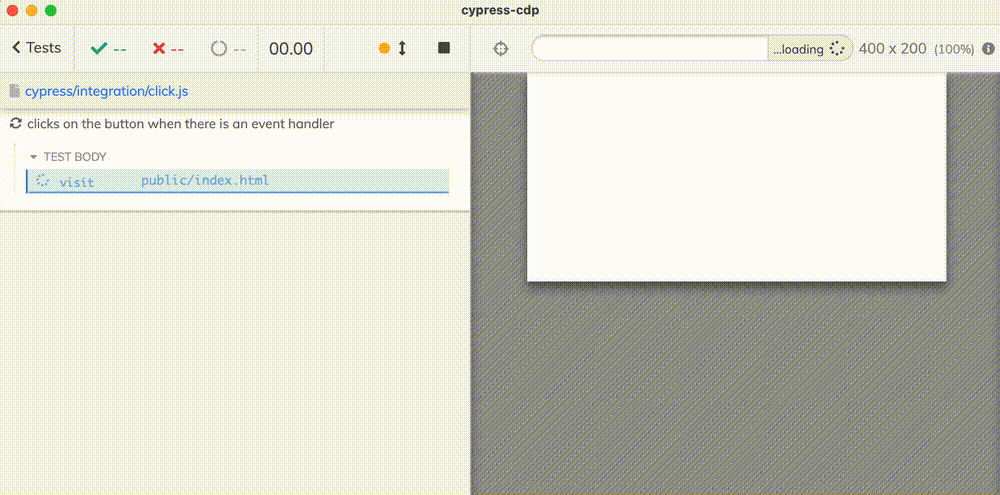 cypress-cdp
Tests -- -- -- 00.00 ...loading 400 x 200 (100%)
cypress/integration/click.js
clicks on the button when there is an event handler
TEST BODY
visit public/index.html